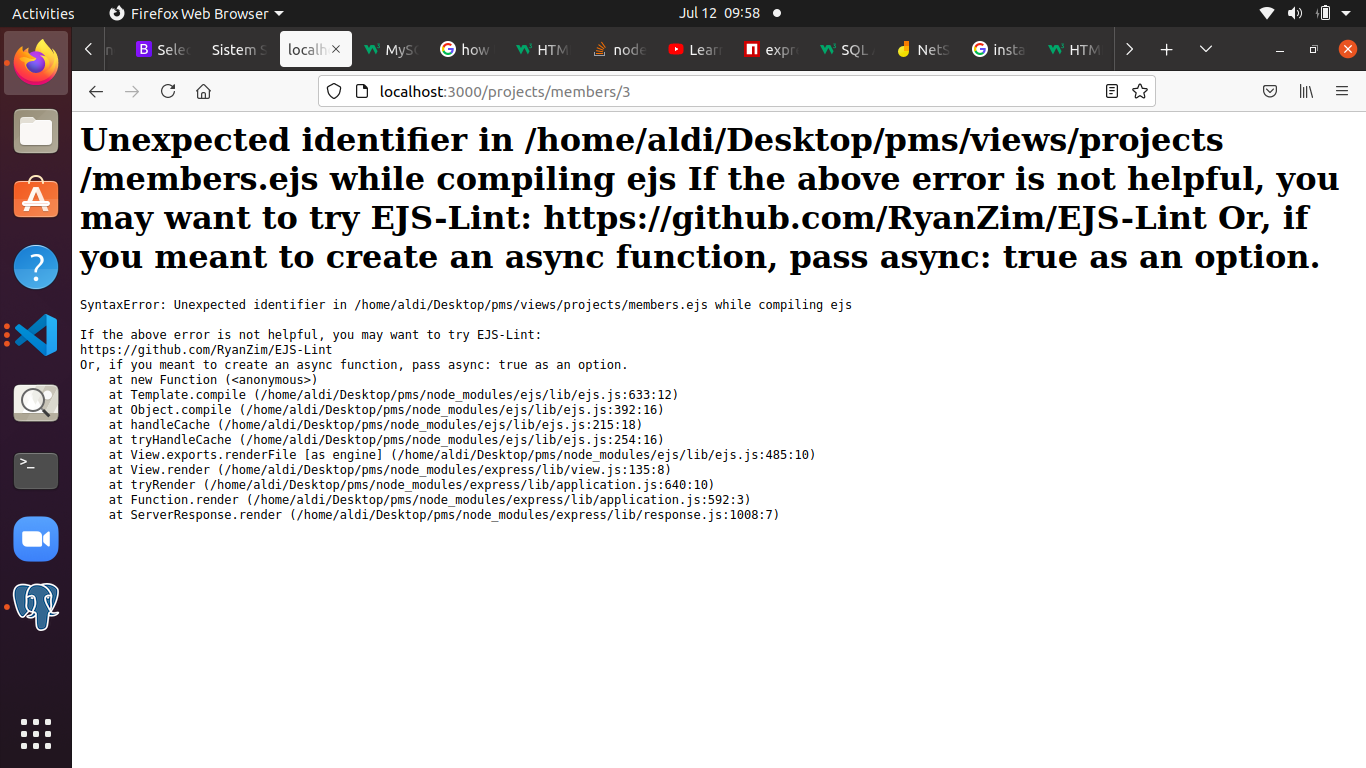 Activities
Firefox Web Browser
Jul 12 09:58
Selec
Sistem S
localh
MySQ
how
HTM
node
Learn
expre
SQL
NetS
insta
HTM
localhost:3000/projects/members/3
Unexpected identifier in /home/aldi/Desktop/pms/views/projects
/members.ejs while compiling ejs If the above error is not helpful, you
may want to try EJS-Lint: https://github.com/RyanZim/EJS-Lint Or, if
you meant to create an async function, pass async: true as an option.
SyntaxError: Unexpected identifier in /home/aldi/Desktop/pms/views/projects/members.ejs while compiling ejs
If the above error is not helpful, you may want to try EJS-Lint:
https://github.com/RyanZim/EJS-Lint
Or, if you meant to create an async function, pass async: true as an option.
at new Function (<anonymous>)
at Template.compile (/home/aldi/Desktop/pms/node_modules/ejs/lib/ejs.js:633:12)
at Object.compile (/home/aldi/Desktop/pms/node_modules/ejs/lib/ejs.js:392:16)
at handleCache (/home/aldi/Desktop/pms/node_modules/ejs/lib/ejs.js:215:18)
at tryHandleCache (/home/aldi/Desktop/pms/node_modules/ejs/lib/ejs.js:254:16)
at View.exports.renderFile [as engine] (/home/aldi/Desktop/pms/node_modules/ejs/lib/ejs.js:485:10)
at View.render (/home/aldi/Desktop/pms/node_modules/express/lib/view.js:135:8)
at tryRender (/home/aldi/Desktop/pms/node_modules/express/lib/application.js:640:10)
at Function.render (/home/aldi/Desktop/pms/node_modules/express/lib/application.js:592:3)
at ServerResponse.render (/home/aldi/Desktop/pms/node_modules/express/lib/response.js:1008:7)